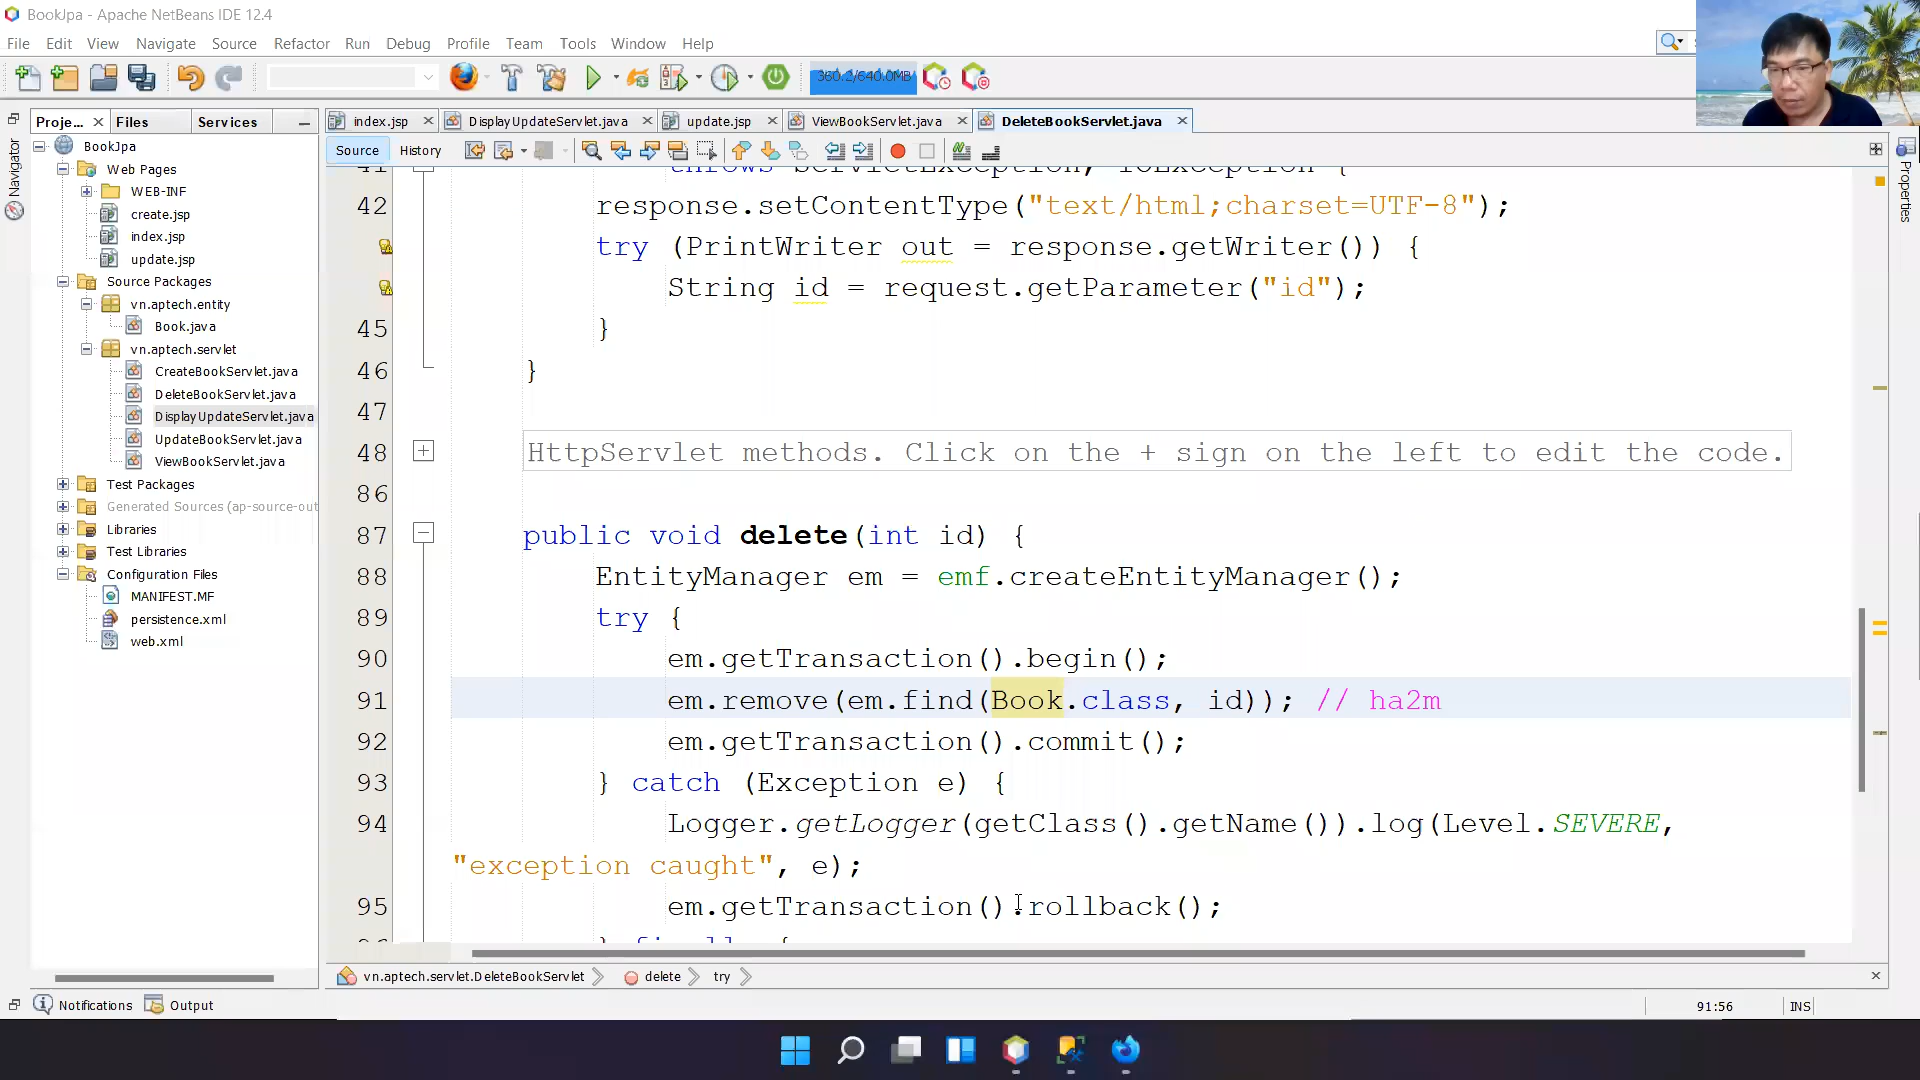 BookJpa - Apache NetBeans IDE 12.4
File Edit View Navigate Source Refactor Run Debug Profile Team Tools Window Help
360.2/640.0MB
Proje... Files Services
index.jsp DisplayUpdateServlet.java update.jsp ViewBookServlet.java DeleteBookServlet.java
Source History
Navigator
Properties
BookJpa
Web Pages
WEB-INF
create.jsp
index.jsp
update.jsp
Source Packages
vn.aptech.entity
Book.java
vn.aptech.servlet
CreateBookServlet.java
DeleteBookServlet.java
DisplayUpdateServlet.java
UpdateBookServlet.java
ViewBookServlet.java
Test Packages
Generated Sources (ap-source-out
Libraries
Test Libraries
Configuration Files
MANIFEST.MF
persistence.xml
web.xml
41 throws ServletException, IOException {
42 response.setContentType("text/html;charset=UTF-8");
try (PrintWriter out = response.getWriter()) {
String id = request.getParameter("id");
45 }
46 }
47
48 HttpServlet methods. Click on the + sign on the left to edit the code.
86
87 public void delete(int id) {
88 EntityManager em = emf.createEntityManager();
89 try {
90 em.getTransaction().begin();
91 em.remove(em.find(Book.class, id)); // ha2m
92 em.getTransaction().commit();
93 } catch (Exception e) {
94 Logger.getLogger(getClass().getName()).log(Level.SEVERE,
"exception caught", e);
95 em.getTransaction().rollback();
96 } finally {
vn.aptech.servlet.DeleteBookServlet delete try
Notifications Output
91:56 INS